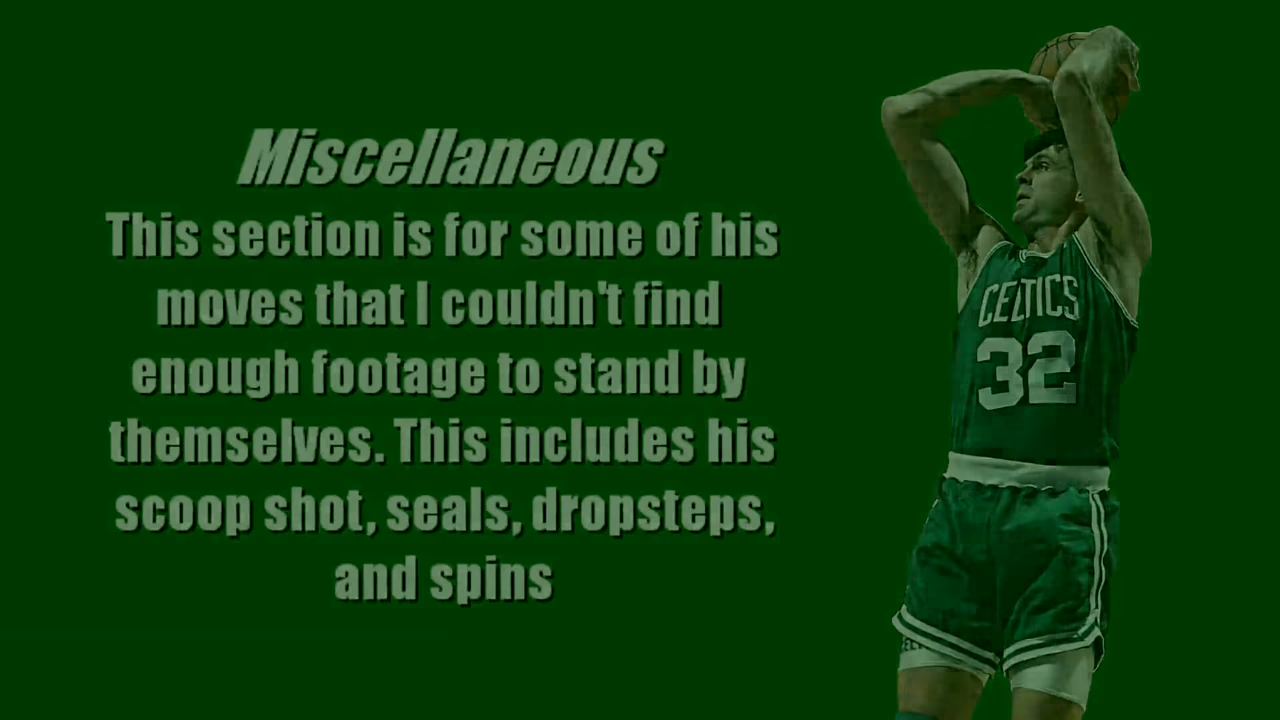 Miscellaneous
This section is for some of his
moves that I couldn't find
enough footage to stand by
themselves. This includes his
scoop shot, seals, dropsteps,
and spins
CELTICS
32